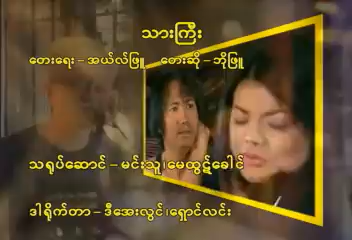 သားကြီး
တေးရေး – အယ်လ်ဖြူ တေးဆို – ဘိုဖြူ
သရုပ်ဆောင် – မင်းသူ၊မေထွဋ်ခေါင်
ဒါရိုက်တာ – ဒီအေးလွင်၊ရှောင်လင်း